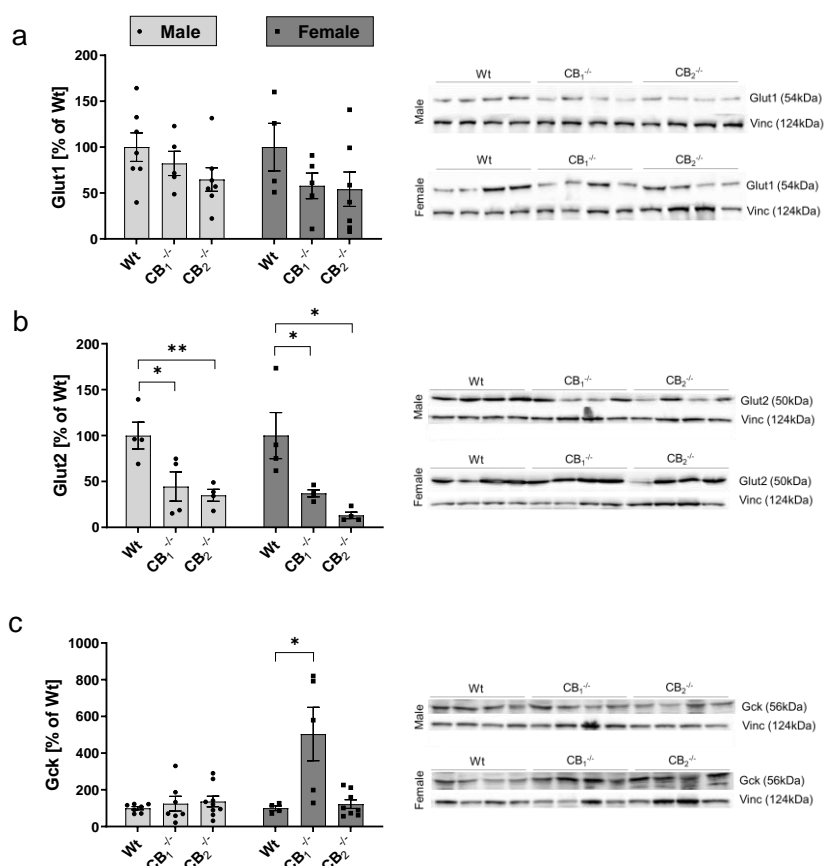 a
Male
Female
Glut1 [% of Wt]
200
150
100
50
0
Wt
CB1-/-
CB2-/-
Wt
CB1-/-
CB2-/-
Wt
CB1-/-
CB2-/-
Male
Glut1 (54kDa)
Vinc (124kDa)
Wt
CB1-/-
CB2-/-
Female
Glut1 (54kDa)
Vinc (124kDa)
b
Glut2 [% of Wt]
200
150
100
50
0
*
**
*
*
Wt
CB1-/-
CB2-/-
Wt
CB1-/-
CB2-/-
Wt
CB1-/-
CB2-/-
Male
Glut2 (50kDa)
Vinc (124kDa)
Wt
CB1-/-
CB2-/-
Female
Glut2 (50kDa)
Vinc (124kDa)
c
Gck [% of Wt]
1000
800
600
400
200
0
*
Wt
CB1-/-
CB2-/-
Wt
CB1-/-
CB2-/-
Wt
CB1-/-
CB2-/-
Male
Gck (56kDa)
Vinc (124kDa)
Wt
CB1-/-
CB2-/-
Female
Gck (56kDa)
Vinc (124kDa)